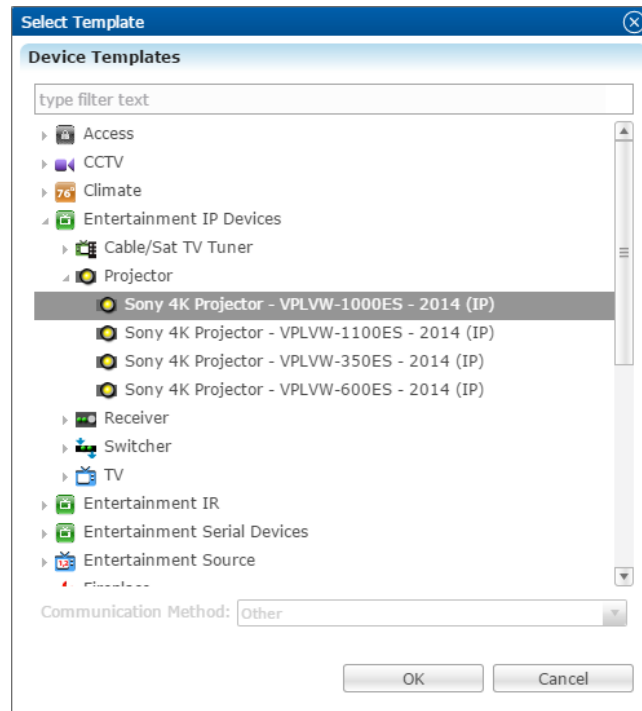 Select Template
Device Templates
type filter text
Access
CCTV
76°
Climate
Entertainment IP Devices
Cable/Sat TV Tuner
Projector
Sony 4K Projector - VPLVW-1000ES - 2014 (IP)
Sony 4K Projector - VPLVW-1100ES - 2014 (IP)
Sony 4K Projector - VPLVW-350ES - 2014 (IP)
Sony 4K Projector - VPLVW-600ES - 2014 (IP)
Receiver
Switcher
TV
Entertainment IR
Entertainment Serial Devices
1,2
Entertainment Source
Communication Method: Other
OK Cancel